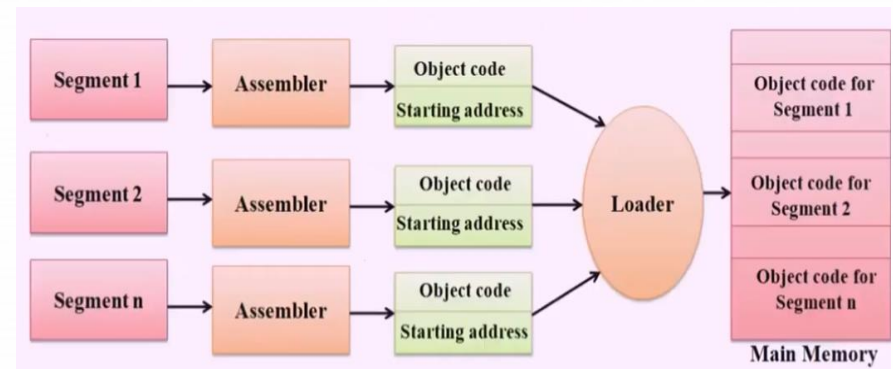 Segment 1
Assembler
Object code
Starting address
Segment 2
Assembler
Object code
Starting address
Segment n
Assembler
Object code
Starting address
Loader
Object code for
Segment 1
Object code for
Segment 2
Object code for
Segment n
Main Memory